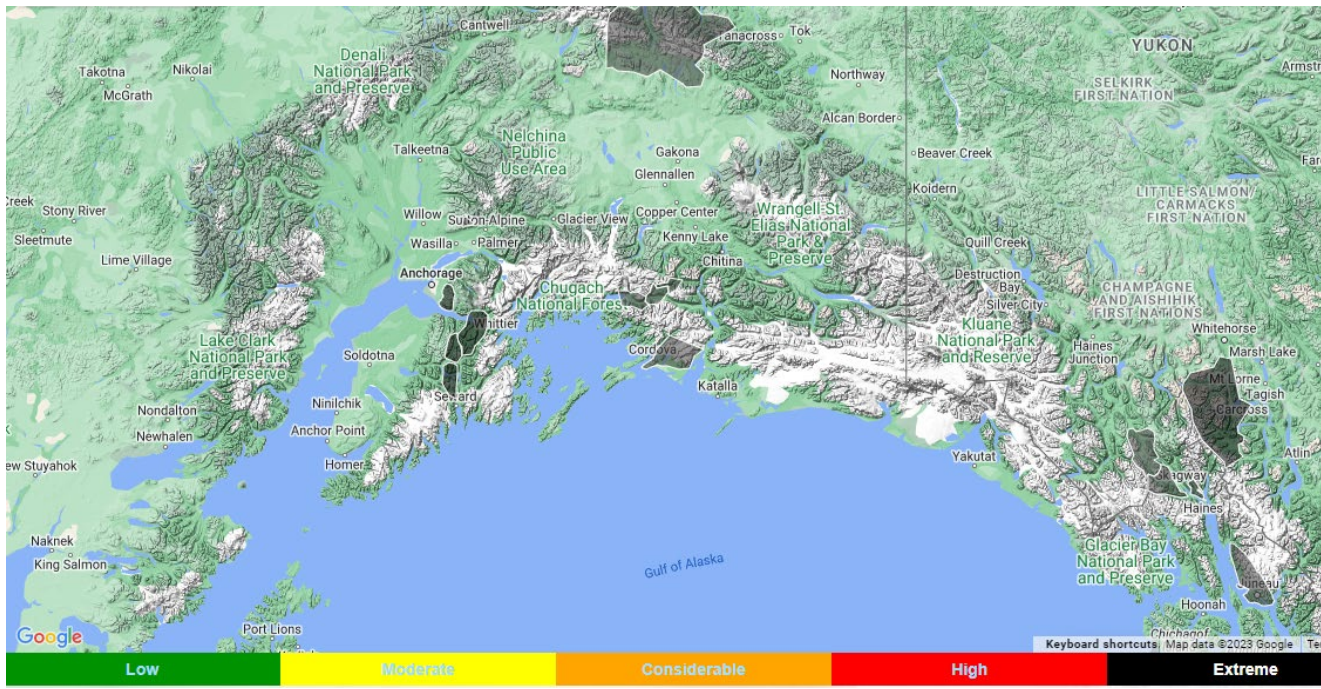 Cantwell
Tanacross
Tok
YUKON
Denali
National Park
and Preserve
Takotna
Nikolai
McGrath
Northway
SELKIRK
FIRST NATION
Armstr
Alcan Border
Nelchina
Public
Use Area
Talkeetna
Gakona
Glennallen
Beaver Creek
Koidern
LITTLE SALMON/
CARMACKS
FIRST NATION
Creek
Stony River
Sleetmute
Lime Village
Willow
Sutton-Alpine
Glacier View
Copper Center
Wrangell-St.
Elias National
Park &
Preserve
Wasilla
Palmer
Kenny Lake
Chitina
Quill Creek
Destruction
Bay
Silver City
CHAMPAGNE
AND AISHIHIK
FIRST NATIONS
Anchorage
Chugach
National Fores
Whittier
Kluane
National Park
and Reserve
Whitehorse
Marsh Lake
Haines
Junction
Lake Clark
National Park
and Preserve
Soldotna
Cordova
Katalla
Mt Lorne
Tagish
Carcross
Ninilchik
Seward
Nondalton
Anchor Point
Newhalen
Homer
Yakutat
Atlin
ew Stuyahok
Skagway
Haines
Naknek
King Salmon
Gulf of Alaska
Glacier Bay
National Park
and Preserve
Juneau
Hoonah
Port Lions
Chichagof
Google
Keyboard shortcuts Map data ©2023 Google Te
Low Moderate Considerable High Extreme